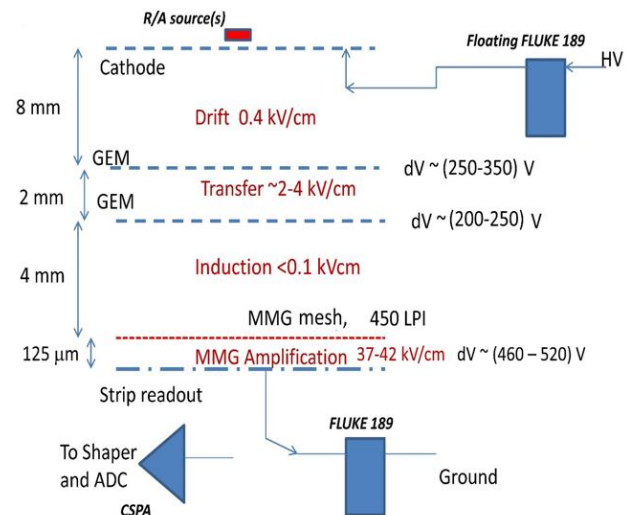 R/A source(s)
Floating FLUKE 189
HV
Cathode
8 mm
Drift 0.4 kV/cm
GEM
dV ~ (250-350) V
Transfer ~2-4 kV/cm
2 mm
GEM
dV ~ (200-250) V
4 mm
Induction <0.1 kVcm
MMG mesh, 450 LPI
125 µm
MMG Amplification 37-42 kV/cm dV ~ (460 – 520) V
Strip readout
FLUKE 189
To Shaper
and ADC
Ground
CSPA